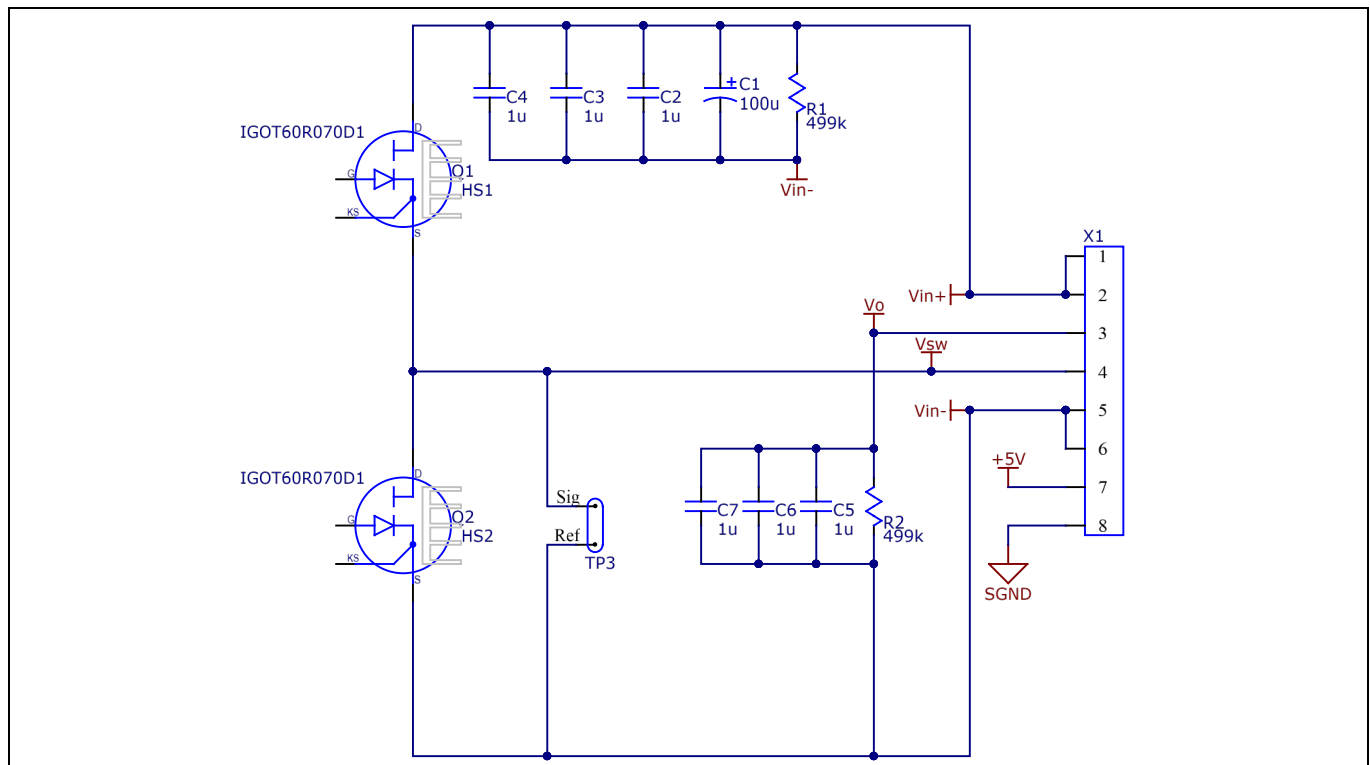 C4
1u
C3
1u
C2
1u
+
C1
100u
R1
499k
Vin-
IGOT60R070D1
D
G
KS
S
Q1
HS1
X1
1
2
3
4
5
6
7
8
Vin+
Vo
Vsw
Vin-
+5V
SGND
IGOT60R070D1
D
G
KS
S
Q2
HS2
Sig
Ref
TP3
C7
1u
C6
1u
C5
1u
R2
499k